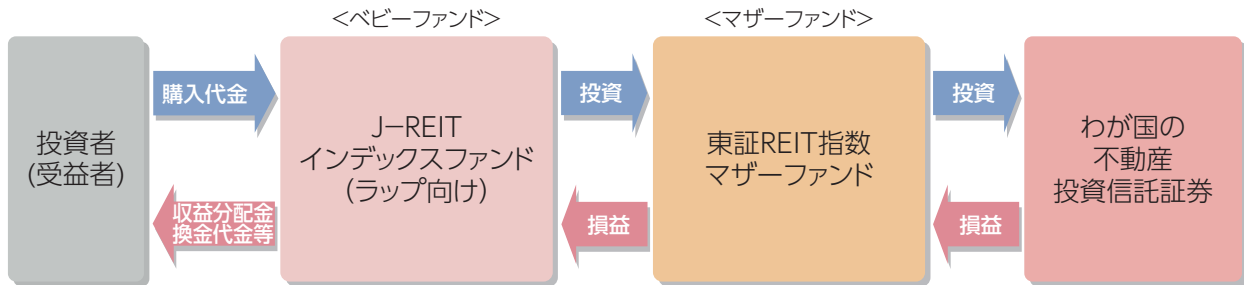 <ベビーファンド>
<マザーファンド>
投資者
(受益者)
購入代金
収益分配金
換金代金等
J－REIT
インデックスファンド
(ラップ向け)
投資
損益
東証REIT指数
マザーファンド
投資
損益
わが国の
不動産
投資信託証券